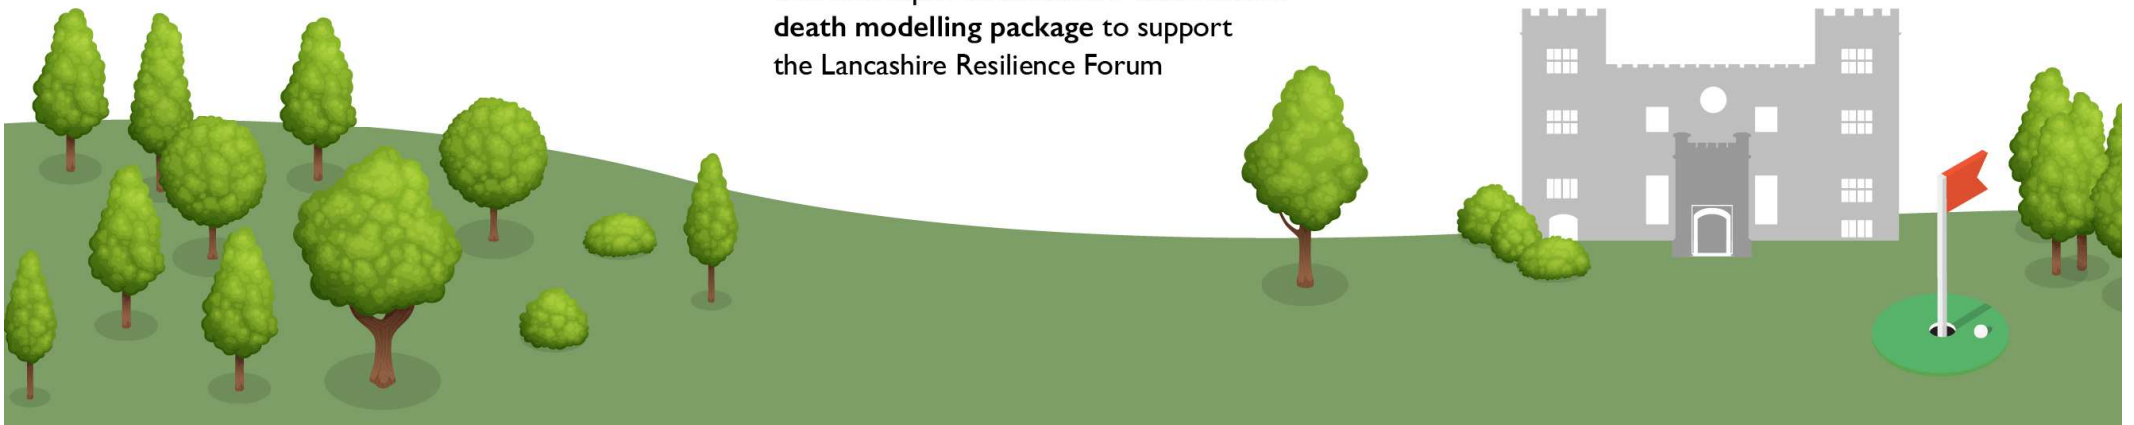 death modelling package to support
the Lancashire Resilience Forum